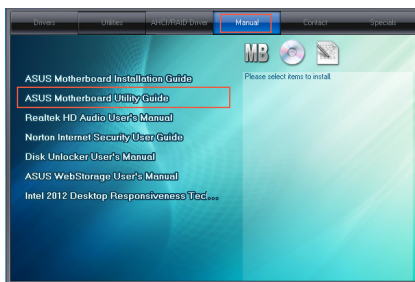 Drivers
Utilities
AHCI/RAID Driver
Manual
Contact
Specials
MB
Please select items to install.
ASUS Motherboard Installation Guide
ASUS Motherboard Utility Guide
Realtek HD Audio User's Manual
Norton Internet Security User Guide
Disk Unlocker User's Manual
ASUS WebStorage User's Manual
Intel 2012 Desktop Responsiveness Tecl...